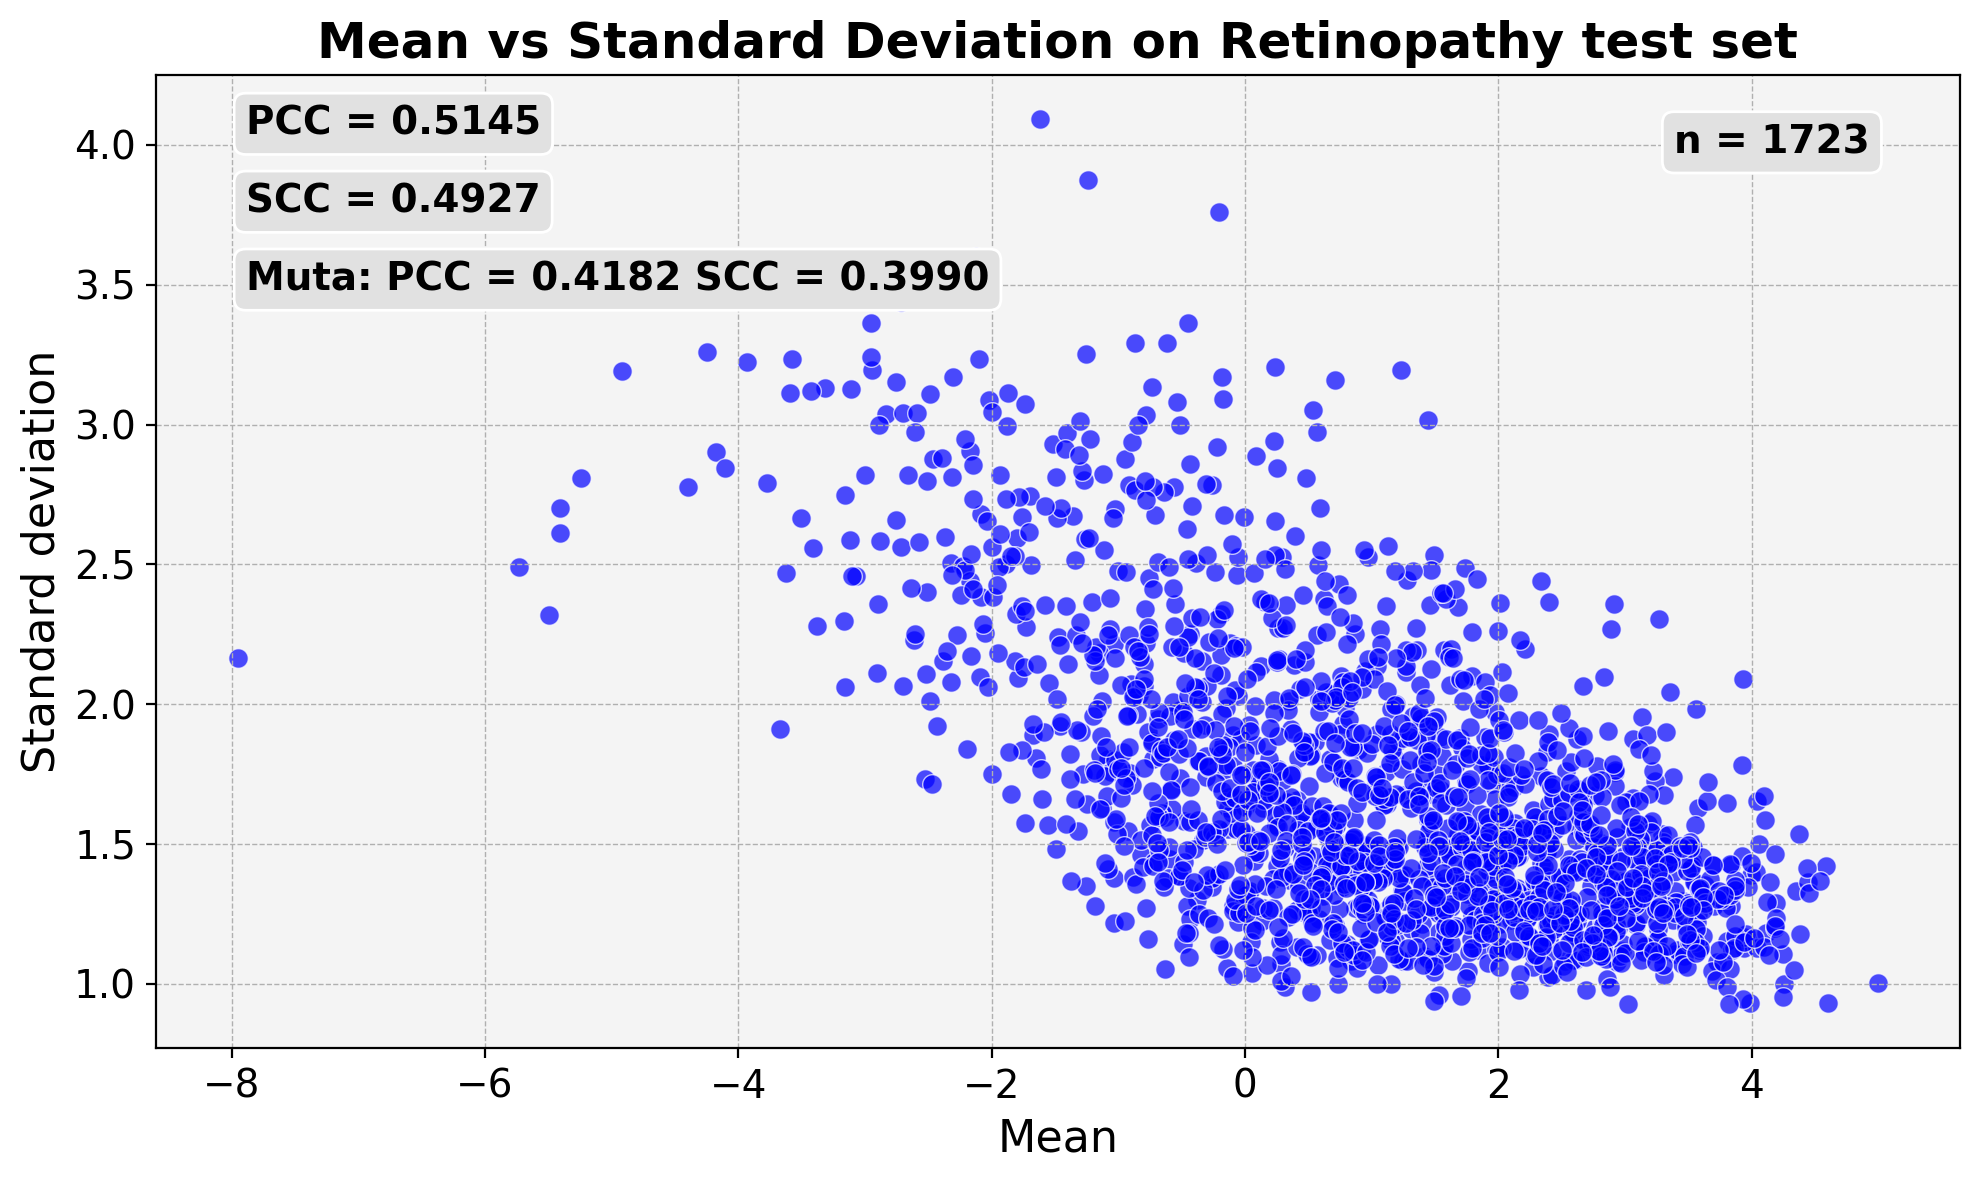 Mean vs Standard Deviation on Retinopathy test set
PCC = 0.5145
n = 1723
SCC = 0.4927
Muta: PCC = 0.4182 SCC = 0.3990
Standard deviation
4.0
3.5
3.0
2.5
2.0
1.5
1.0
−8 −6 −4 −2 0 2 4
Mean